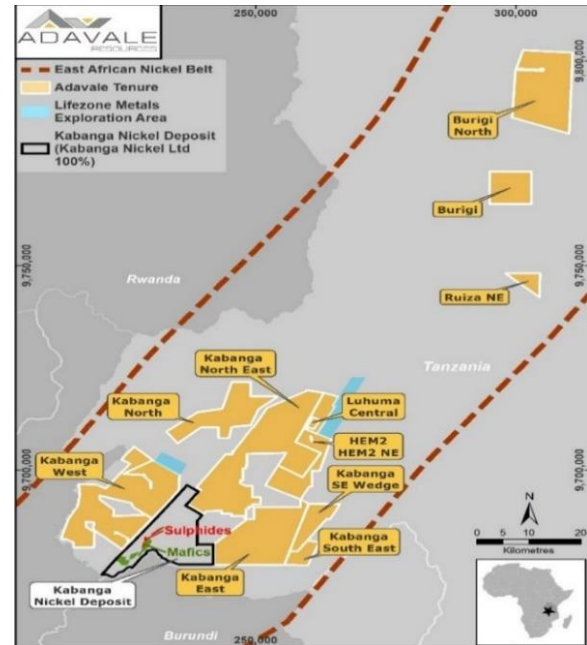 ADAVALE
RESOURCES
East African Nickel Belt
Adavale Tenure
Lifezone Metals
Exploration Area
Kabanga Nickel Deposit
(Kabanga Nickel Ltd
100%)
250,000
300,000
9,800,000
Burigi
North
Burigi
9,750,000
9,750,000
Ruiza NE
Rwanda
Tanzania
Kabanga
North East
Kabanga
North
Luhuma
Central
HEM2
HEM2 NE
Kabanga
West
Kabanga
SE Wedge
9,700,000
9,700,000
Sulphides
Mafics
Kabanga
South East
Kabanga
Nickel Deposit
Kabanga
East
N
0 5 10 20
Kilometres
Burundi
250,000